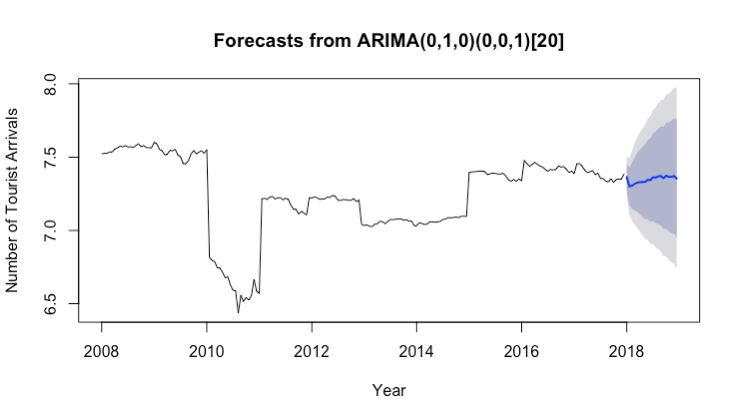 Forecasts from ARIMA(0,1,0)(0,0,1)[20]
Number of Tourist Arrivals
8.0
7.5
7.0
6.5
2008 2010 2012 2014 2016 2018
Year